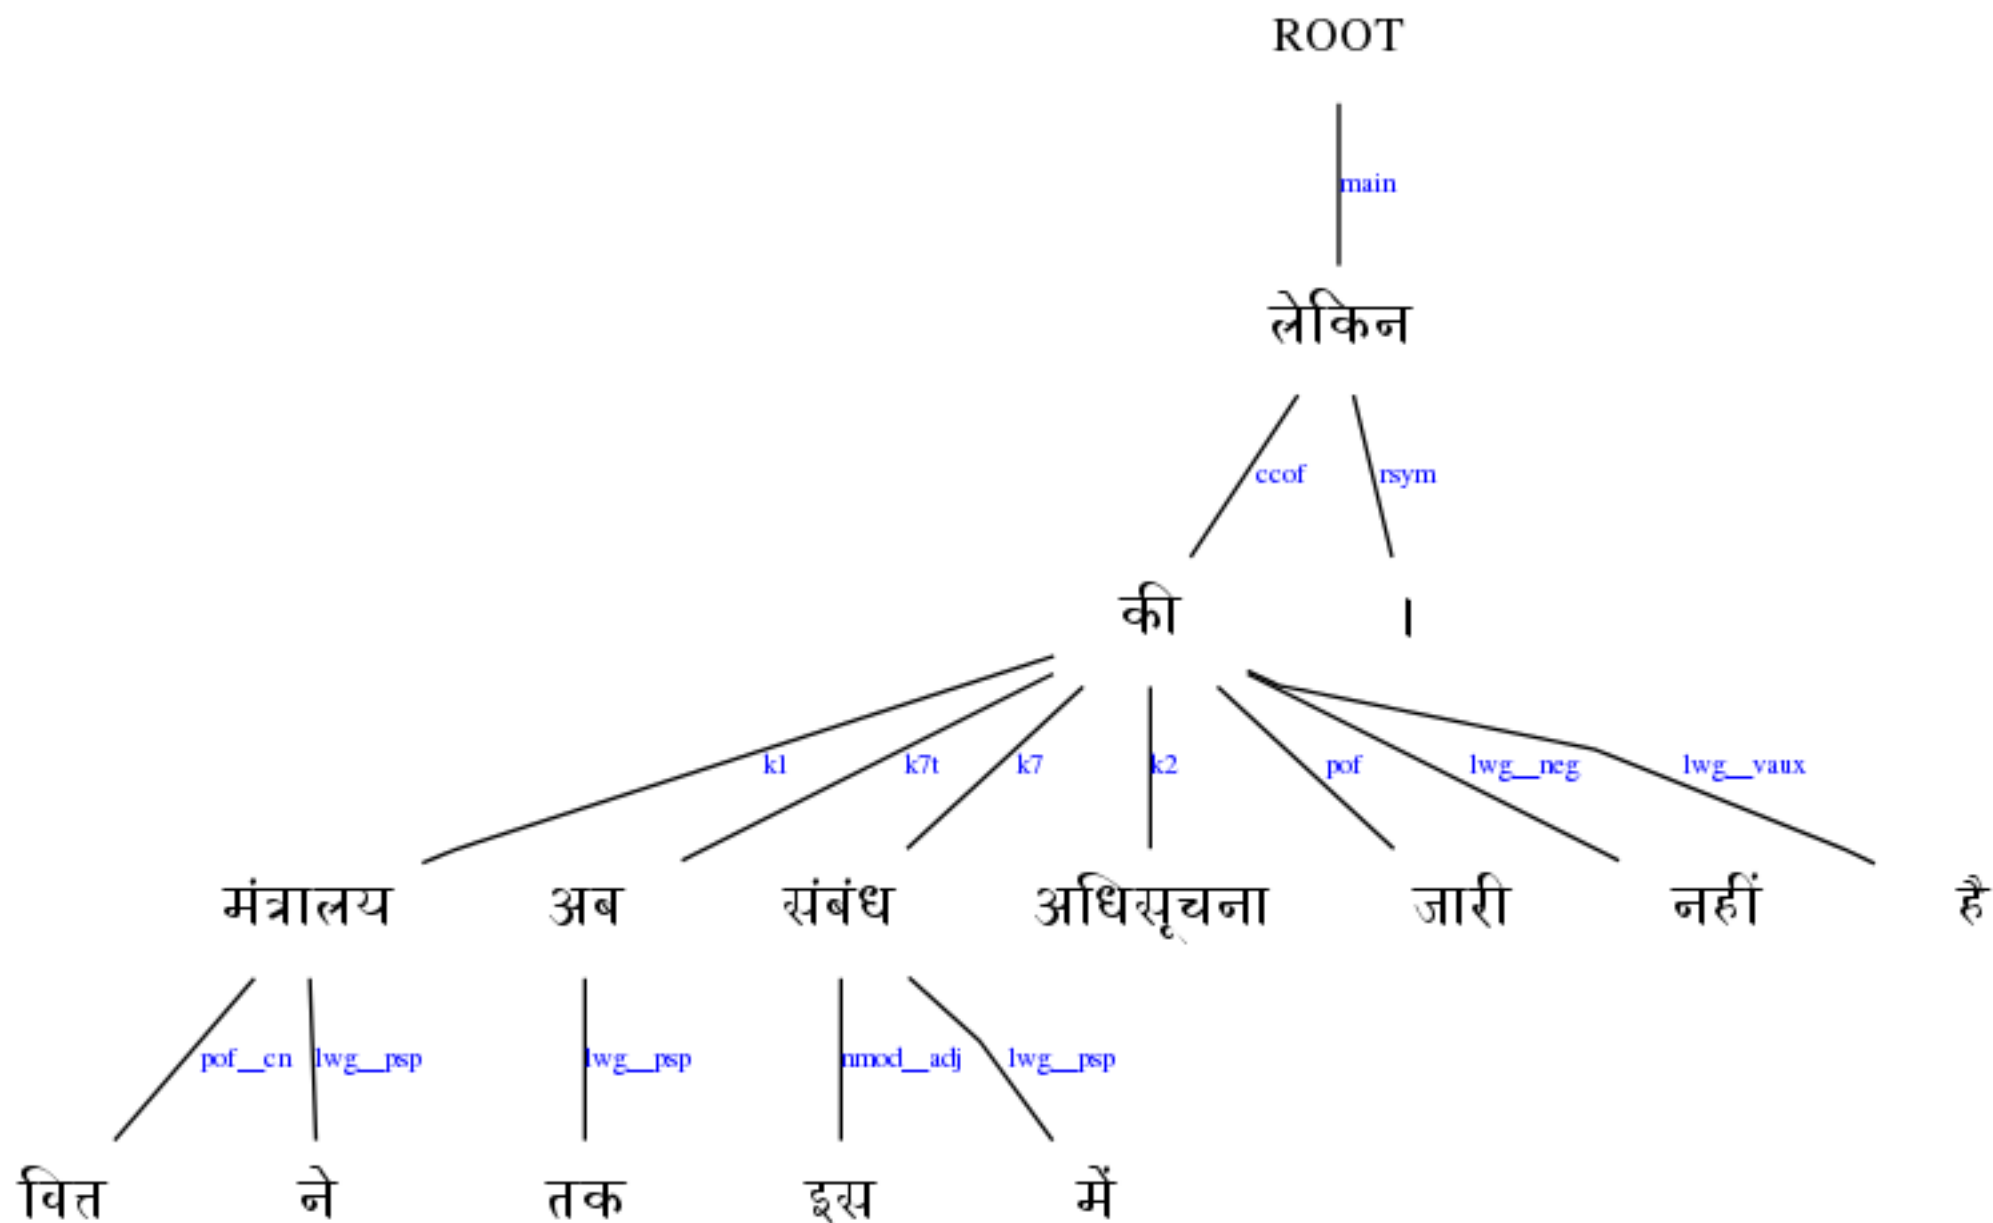 ROOT
main
लेकिन
ccof rsym
की ।
k1 k7t k7 k2 pof lwg__neg lwg__vaux
मंत्रालय अब संबंध अधिसूचना जारी नहीं है
pof__cn lwg__psp lwg__psp nmod__adj lwg__psp
वित्त ने तक इस में